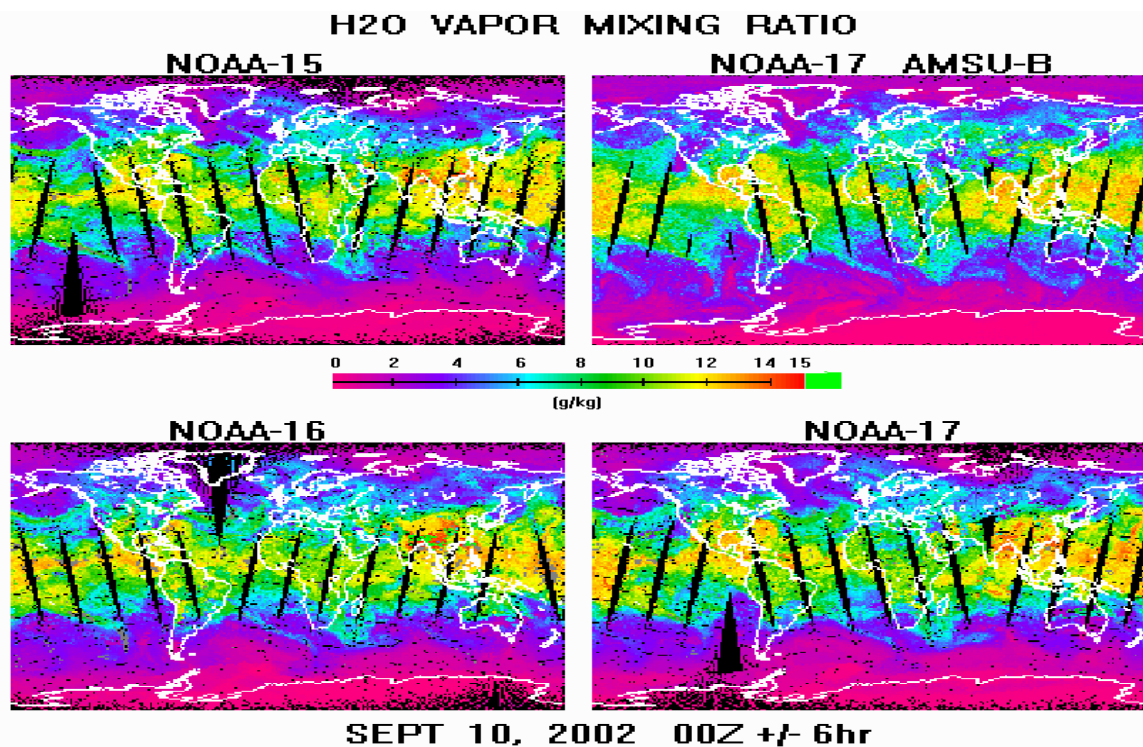 H2O VAPOR MIXING RATIO
NOAA-15
NOAA-17 AMSU-B
0 2 4 6 8 10 12 14 15
(g/kg)
NOAA-16
NOAA-17
SEPT 10, 2002 00Z +/- 6hr